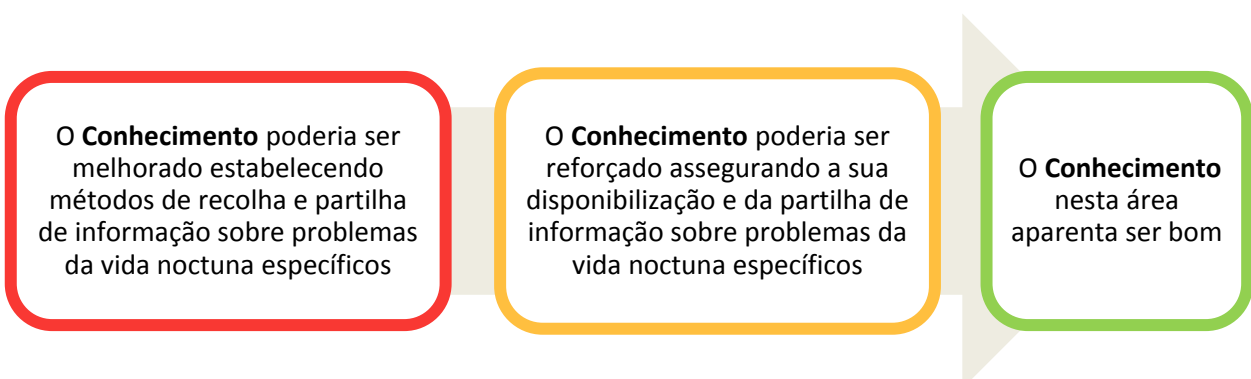 O Conhecimento poderia ser
melhorado estabelecendo
métodos de recolha e partilha
de informação sobre problemas
da vida noctuna específicos
O Conhecimento poderia ser
reforçado assegurando a sua
disponibilização e da partilha de
informação sobre problemas da
vida noctuna específicos
O Conhecimento
nesta área
aparenta ser bom